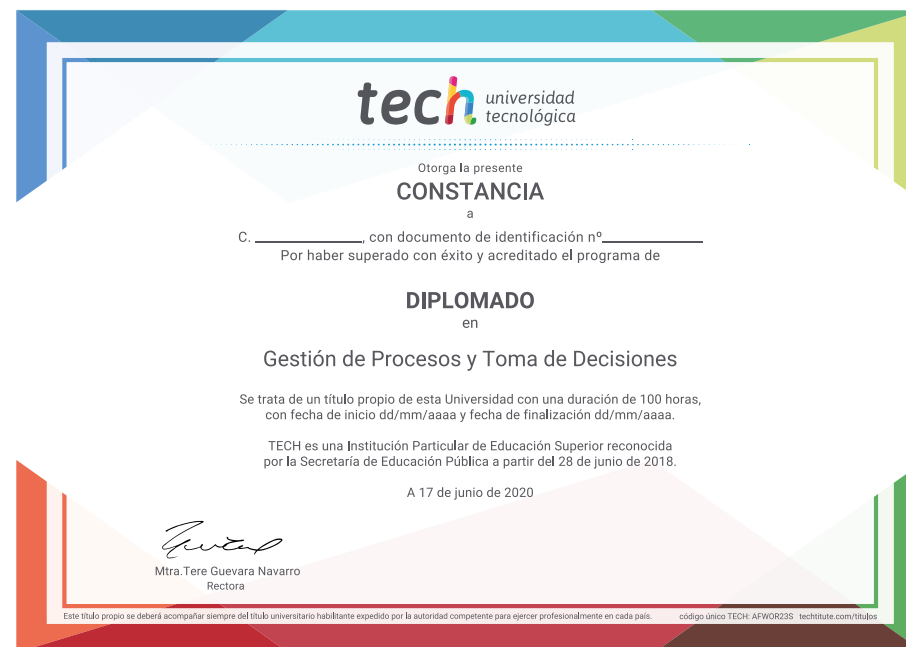 tech universidad
tecnológica
Otorga la presente
CONSTANCIA
a
C. ____________, con documento de identificación nº____________
Por haber superado con éxito y acreditado el programa de
DIPLOMADO
en
Gestión de Procesos y Toma de Decisiones
Se trata de un título propio de esta Universidad con una duración de 100 horas,
con fecha de inicio dd/mm/aaaa y fecha de finalización dd/mm/aaaa.
TECH es una Institución Particular de Educación Superior reconocida
por la Secretaría de Educación Pública a partir del 28 de junio de 2018.
A 17 de junio de 2020
Mtra.Tere Guevara Navarro
Rectora
Este título propio se deberá acompañar siempre del título universitario habilitante expedido por la autoridad competente para ejercer profesionalmente en cada país. código único TECH: AFWOR23S techtitute.com/titulos